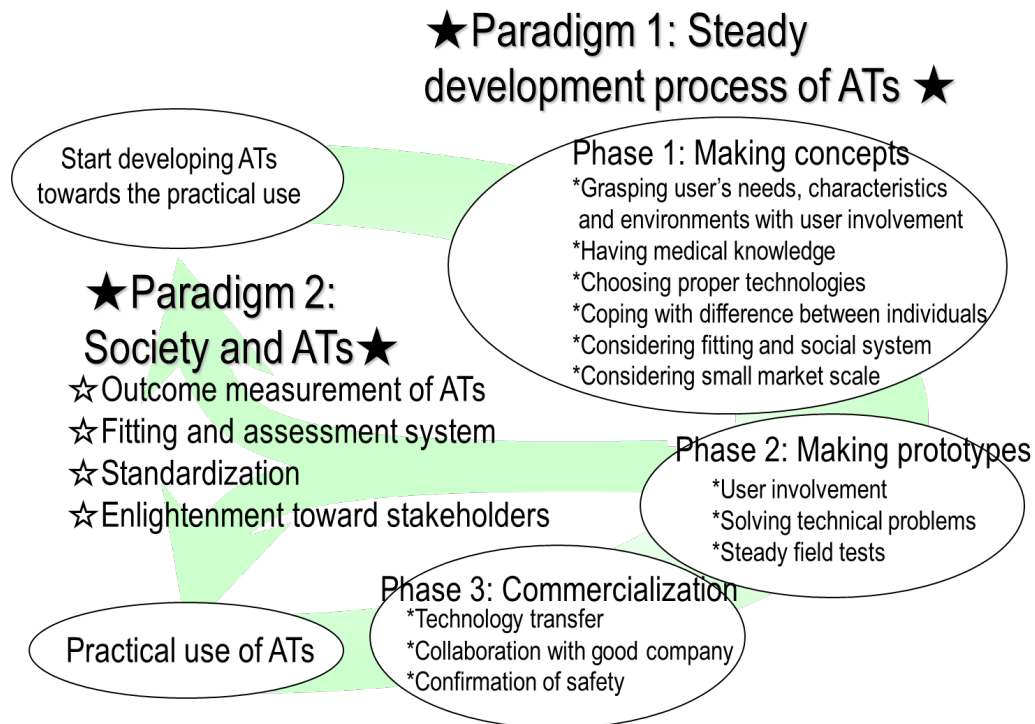 ★Paradigm 1: Steady
development process of ATs ★
Start developing ATs
towards the practical use
Phase 1: Making concepts
*Grasping user's needs, characteristics
and environments with user involvement
*Having medical knowledge
*Choosing proper technologies
*Coping with difference between individuals
*Considering fitting and social system
*Considering small market scale
★Paradigm 2:
Society and ATs★
☆Outcome measurement of ATs
☆Fitting and assessment system
☆Standardization
☆Enlightenment toward stakeholders
Phase 2: Making prototypes
*User involvement
*Solving technical problems
*Steady field tests
Phase 3: Commercialization
*Technology transfer
*Collaboration with good company
*Confirmation of safety
Practical use of ATs